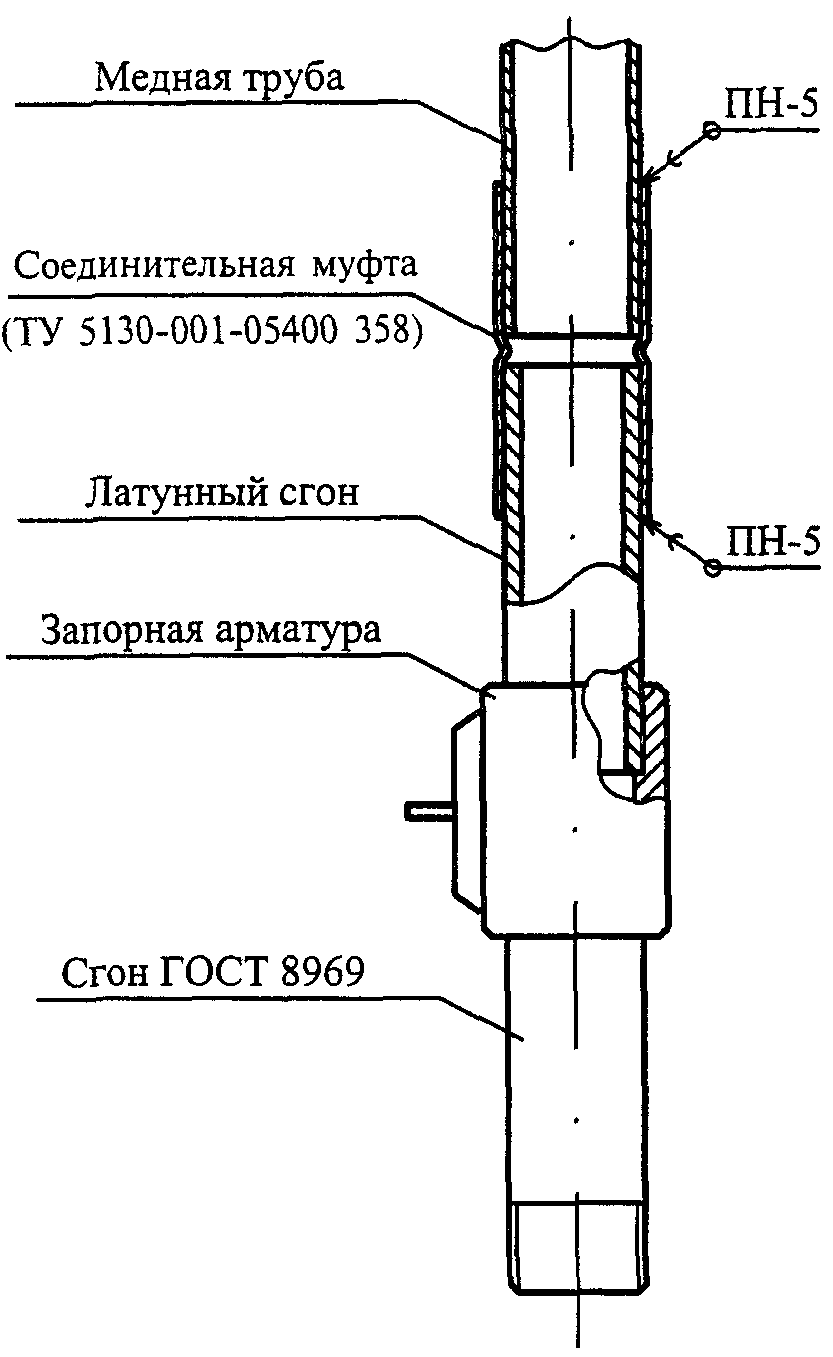 Медная труба
ПН-5
Соединительная муфта
(ТУ 5130-001-05400 358)
Латунный сгон
ПН-5
Запорная арматура
Сгон ГОСТ 8969